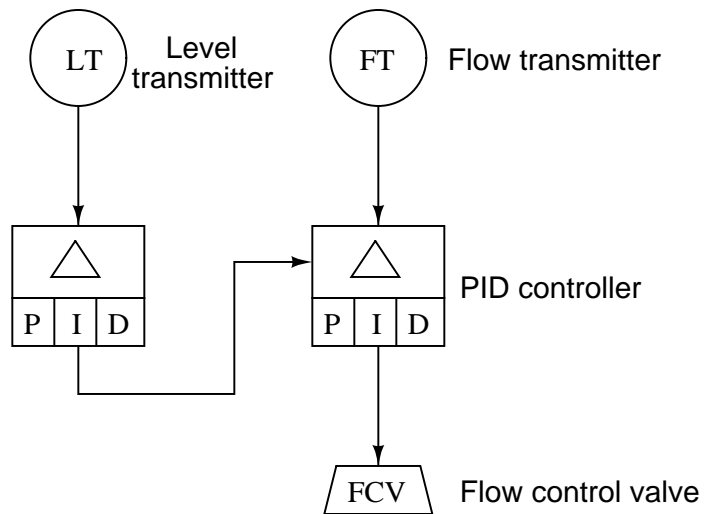 LT
Level
transmitter
FT
Flow transmitter
P I D
P I D
PID controller
FCV
Flow control valve